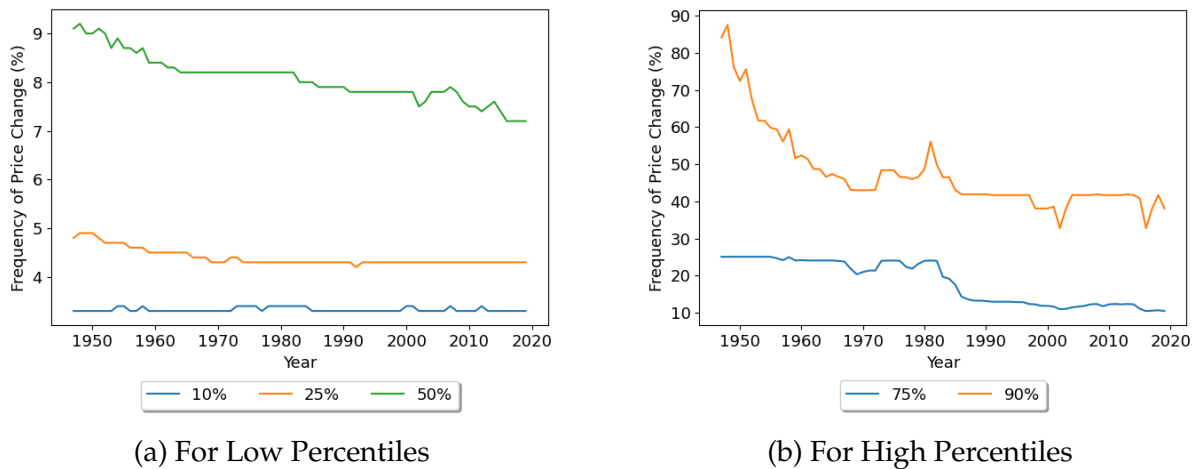 9
8
7
6
5
4
Frequency of Price Change (%)
1950 1960 1970 1980 1990 2000 2010 2020
Year
10% 25% 50%
(a) For Low Percentiles
90
80
70
60
50
40
30
20
10
Frequency of Price Change (%)
1950 1960 1970 1980 1990 2000 2010 2020
Year
75% 90%
(b) For High Percentiles